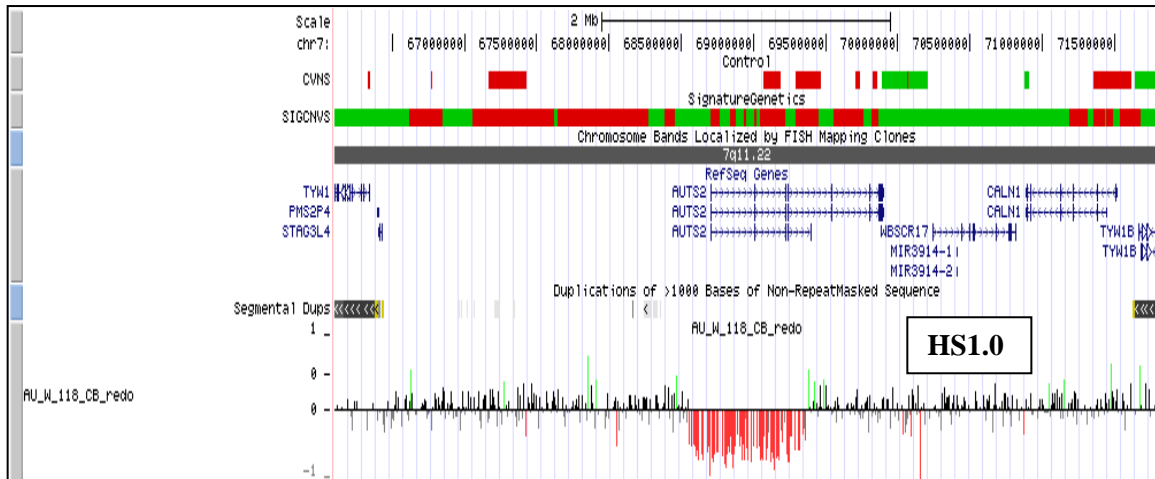 Scale 2 Mb
chr7: 67000000 67500000 68000000 68500000 69000000 69500000 70000000 70500000 71000000 71500000
Control
CVNS
SignatureGenetics
SIGCNVS
Chromosome Bands Localized by FISH Mapping Clones
7q11.22
RefSeq Genes
TYW1 AUTS2 CALN1
PMS2P4 AUTS2 CALN1
STAG3L4 AUTS2 WBSCR17 TYW1B
MIR3914-1 TYW1B
MIR3914-2
Duplications of >1000 Bases of Non-RepeatMasked Sequence
Segmental Dups
1 _ AU_W_118_CB_redo
HS1.0
0 -
AU_W_118_CB_redo
0 -
-1 _